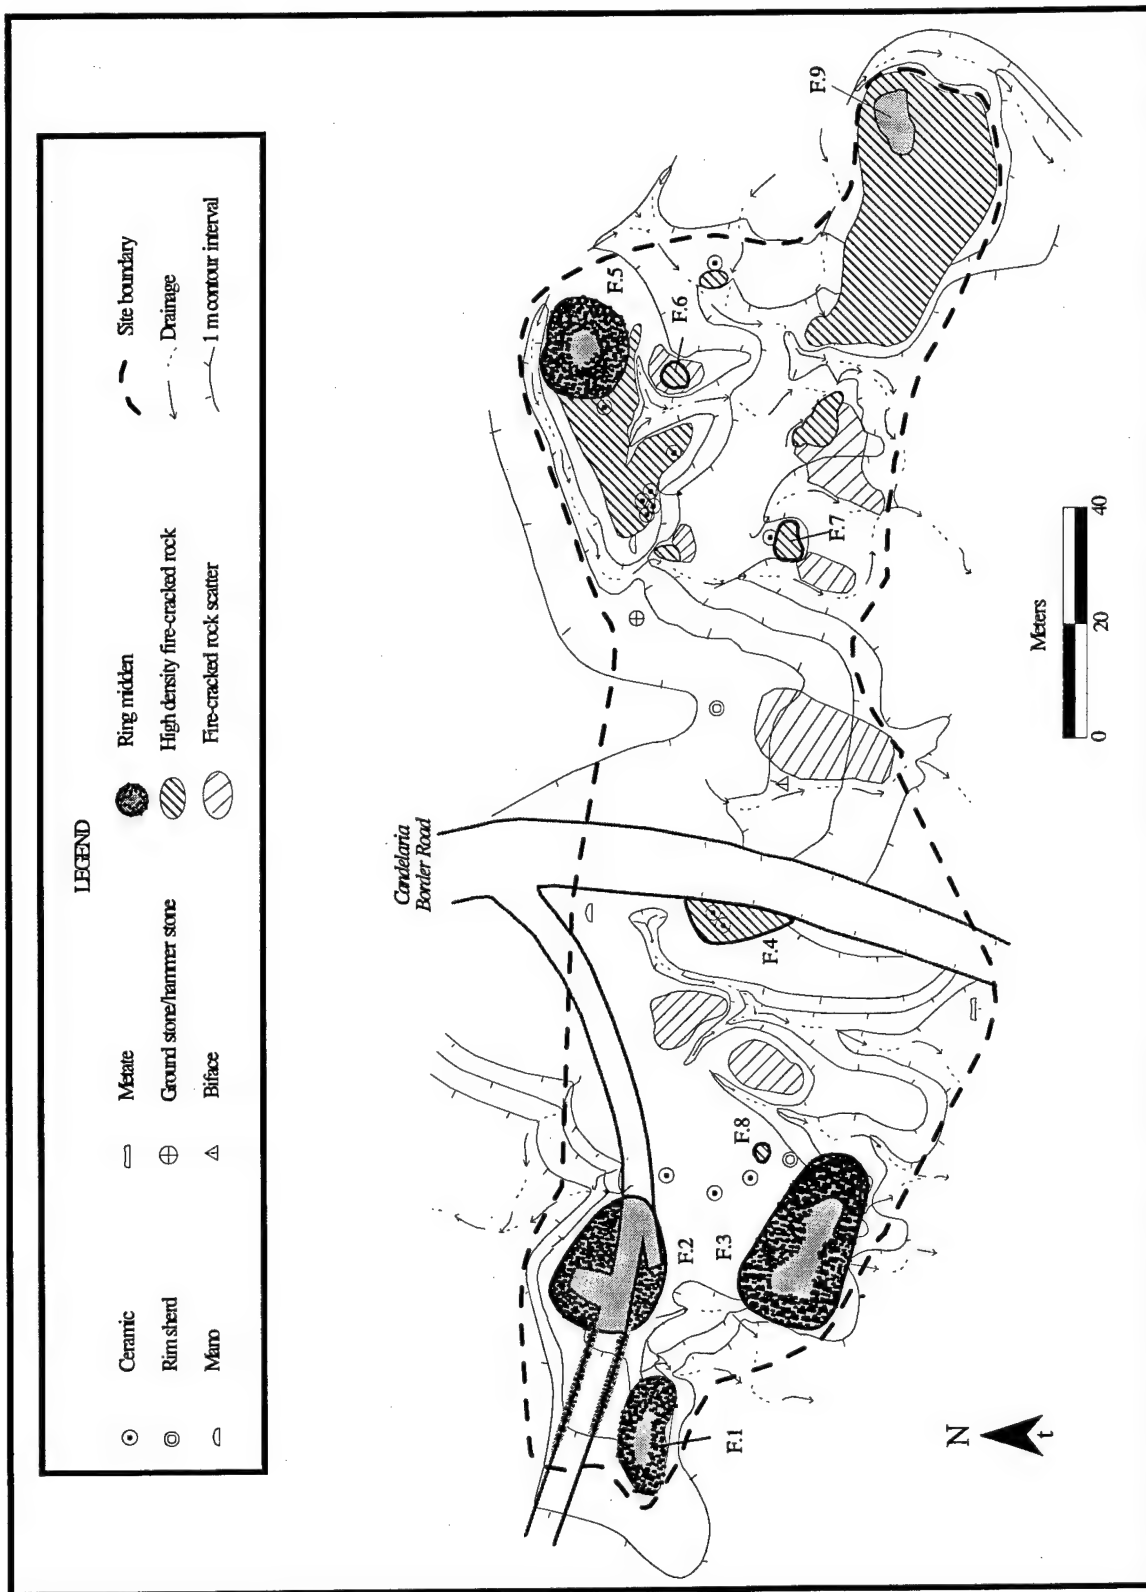 LEGEND
Ceramic
Rim sherd
Mano
Metate
Ground stone/hammer stone
Biface
Ring midden
High density fire-cracked rock
Fire-cracked rock scatter
Site boundary
Drainage
1 m contour interval
Candelaria
Border Road
F.1
F.2
F.3
F.8
F.4
F.7
F.6
F.5
F.9
N
t
Meters
0
20
40